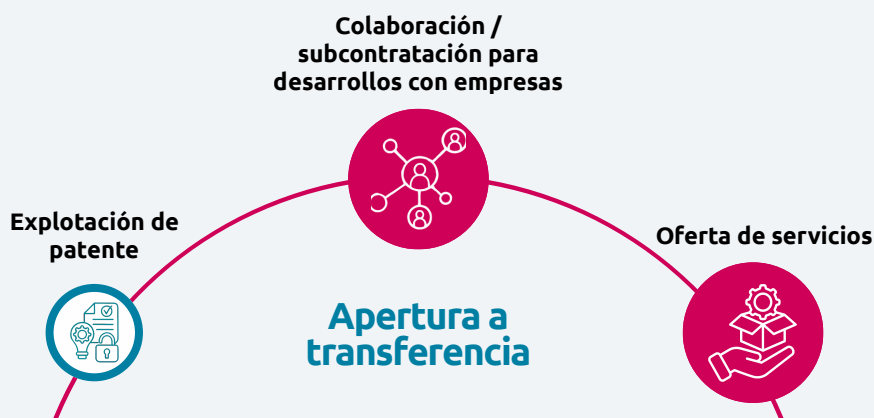 Colaboración /
subcontratación para
desarrollos con empresas
Explotación de
patente
Oferta de servicios
Apertura a
transferencia